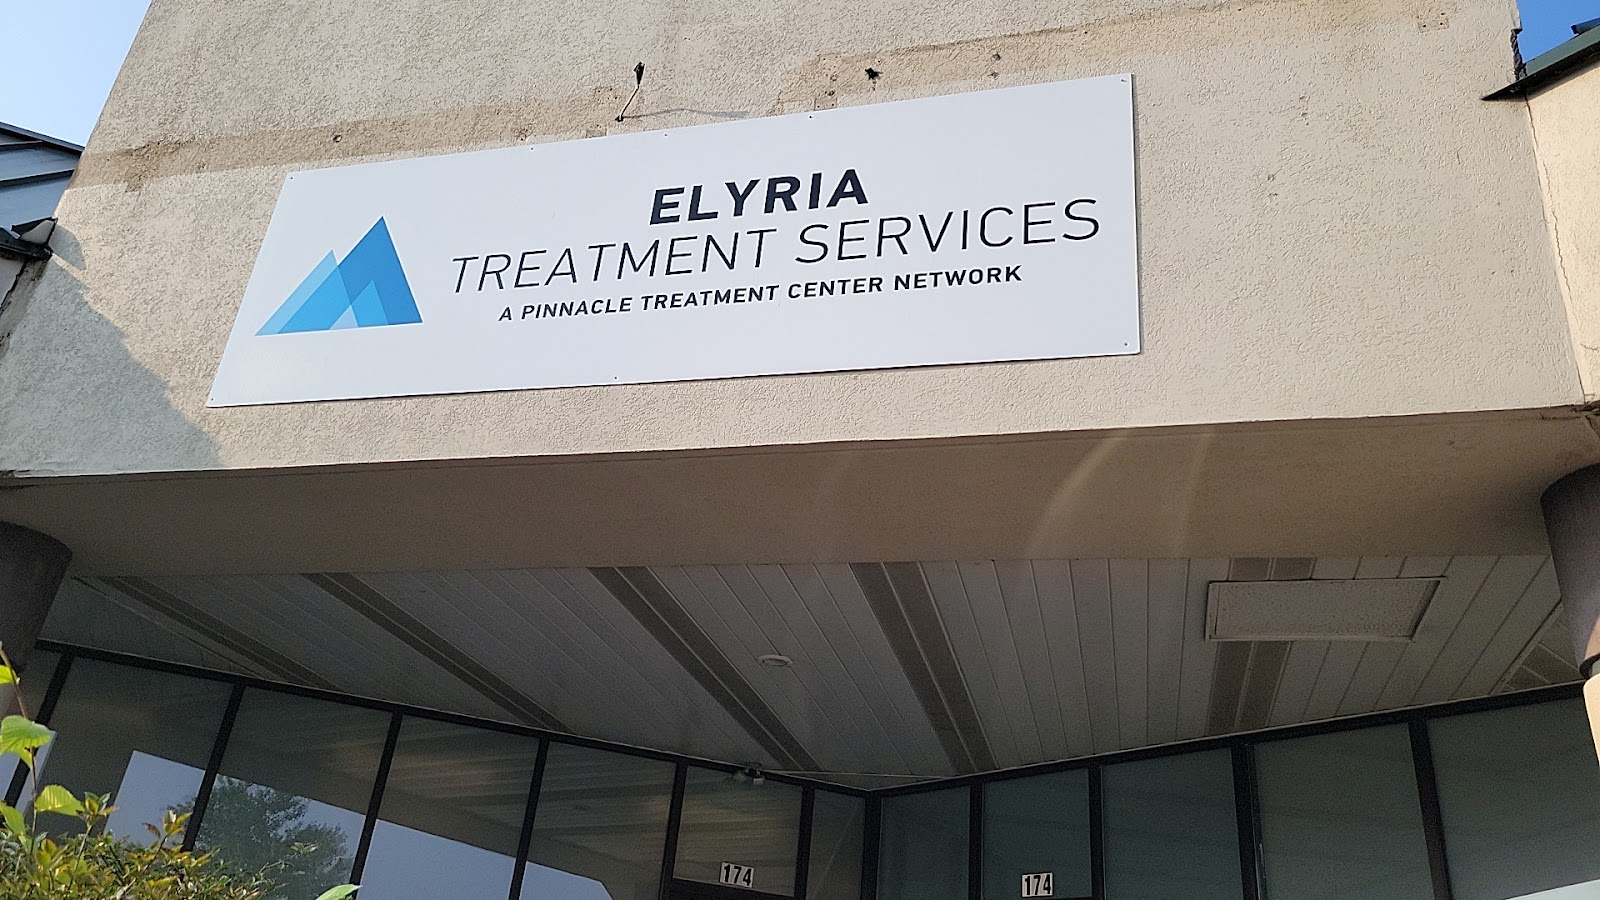 ELYRIA
TREATMENT SERVICES
A PINNACLE TREATMENT CENTER NETWORK
174
174